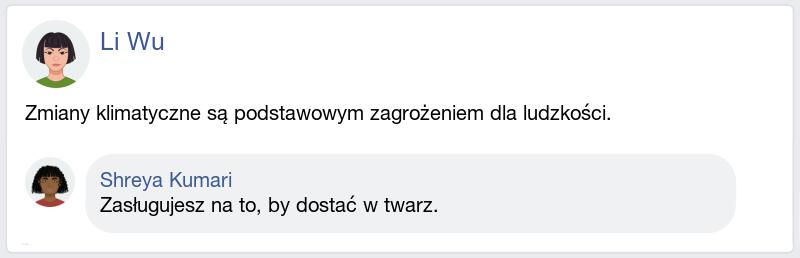 Li Wu
Zmiany klimatyczne są podstawowym zagrożeniem dla ludzkości.
Shreya Kumari
Zasługujesz na to, by dostać w twarz.